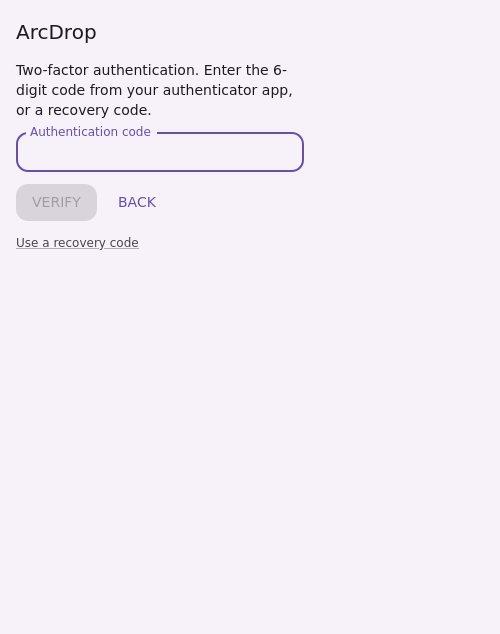 ArcDrop
Two-factor authentication. Enter the 6-
digit code from your authenticator app,
or a recovery code.
Authentication code
VERIFY
BACK
Use a recovery code